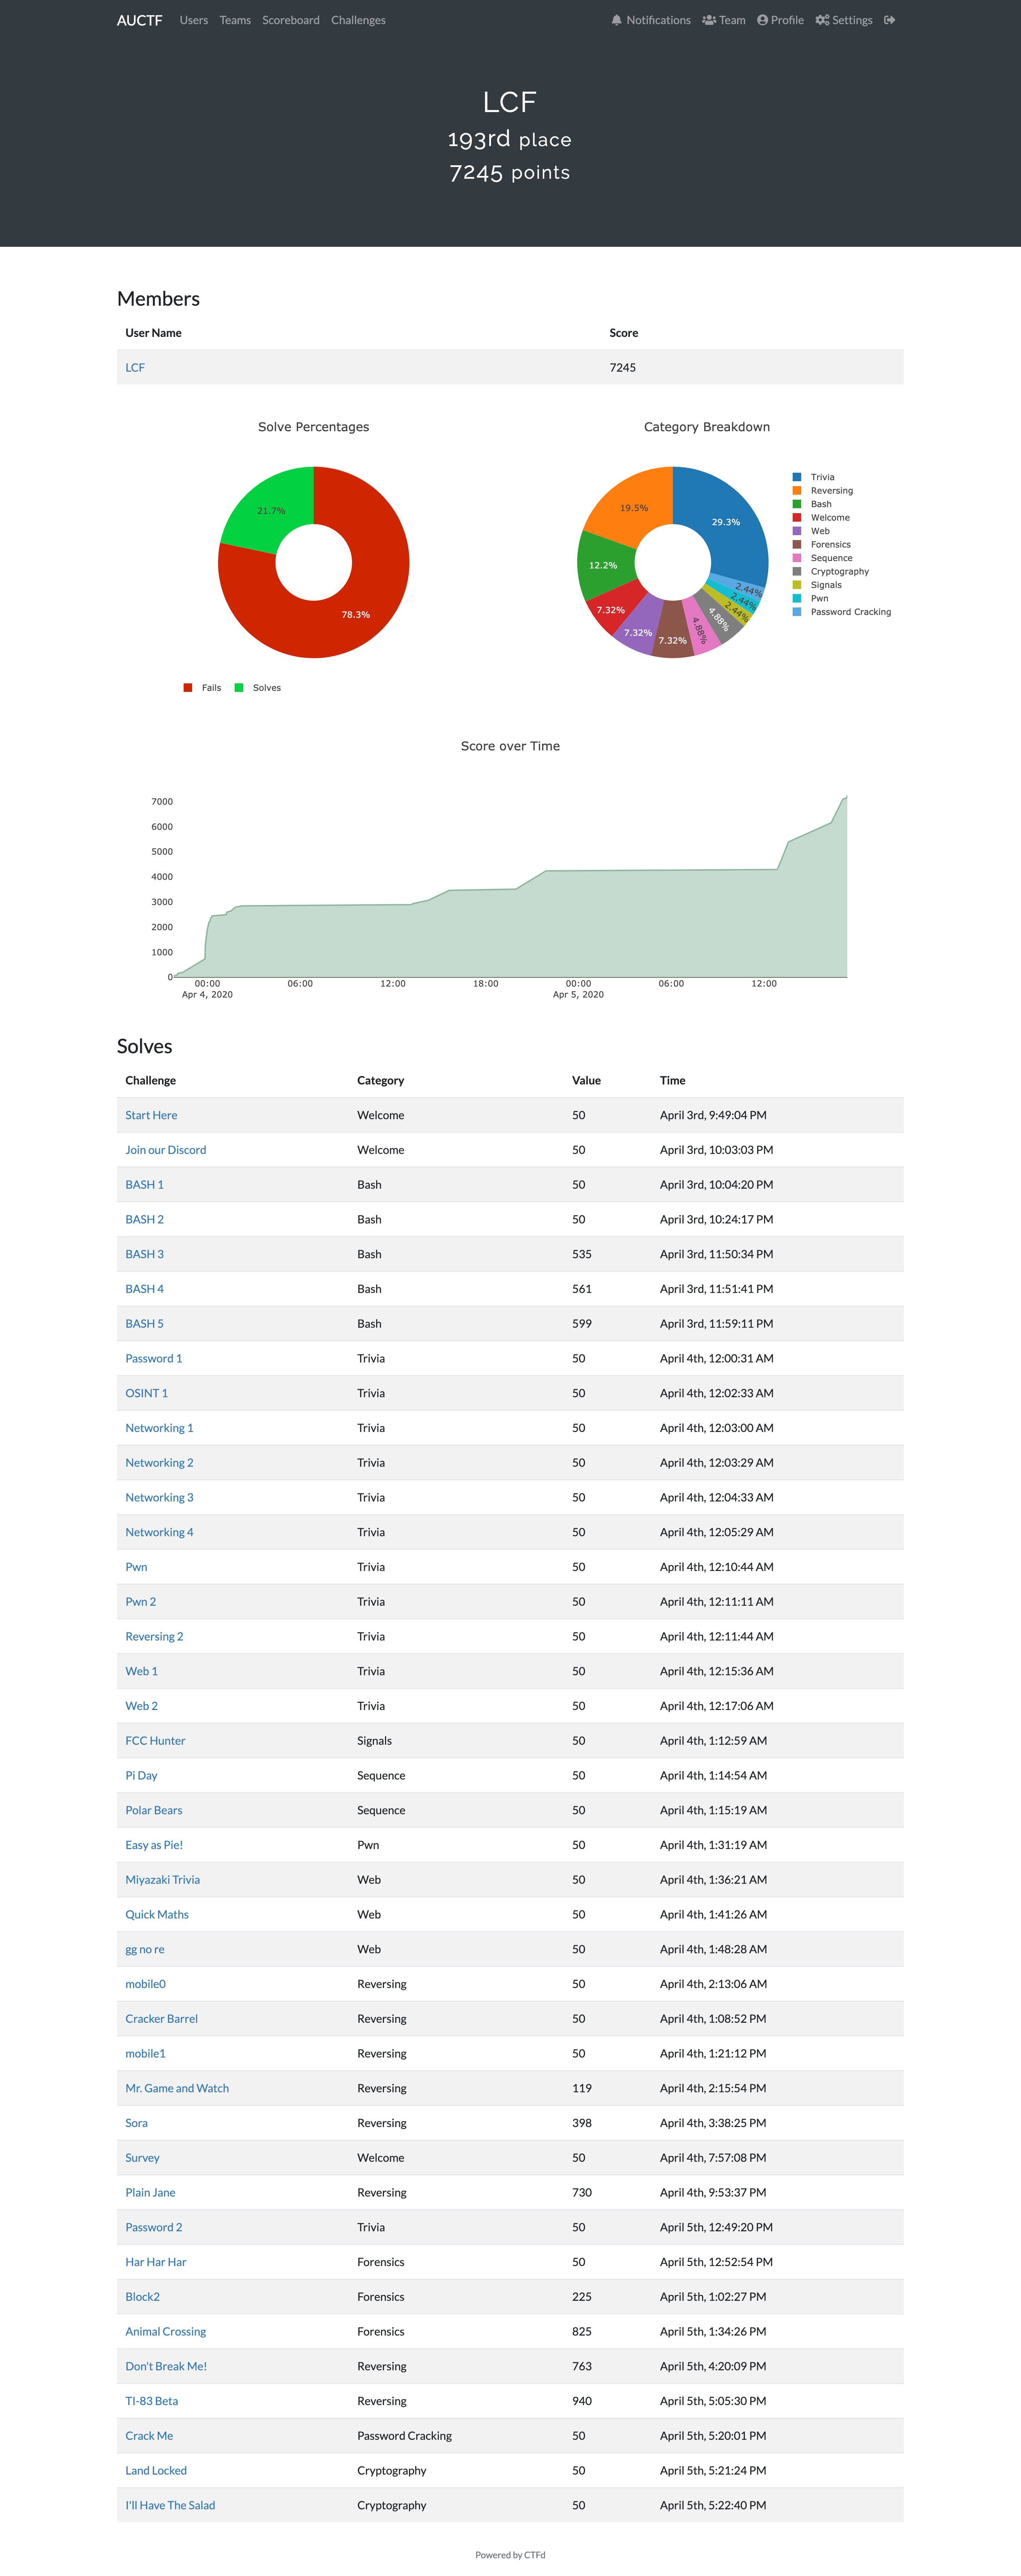 AUCTF Users Teams Scoreboard Challenges Notifications Team Profile Settings
LCF
193rd place
7245 points
Members
User Name Score
LCF 7245
Solve Percentages
21.7%
78.3%
Fails Solves
Category Breakdown
19.5%
29.3%
12.2%
7.32%
7.32%
7.32%
4.88%
4.88%
2.44%
2.44%
2.44%
Trivia
Reversing
Bash
Welcome
Web
Forensics
Sequence
Cryptography
Signals
Pwn
Password Cracking
Score over Time
7000
6000
5000
4000
3000
2000
1000
0
00:00 06:00 12:00 18:00 00:00 06:00 12:00
Apr 4, 2020 Apr 5, 2020
Solves
Challenge Category Value Time
Start Here Welcome 50 April 3rd, 9:49:04 PM
Join our Discord Welcome 50 April 3rd, 10:03:03 PM
BASH 1 Bash 50 April 3rd, 10:04:20 PM
BASH 2 Bash 50 April 3rd, 10:24:17 PM
BASH 3 Bash 535 April 3rd, 11:50:34 PM
BASH 4 Bash 561 April 3rd, 11:51:41 PM
BASH 5 Bash 599 April 3rd, 11:59:11 PM
Password 1 Trivia 50 April 4th, 12:00:31 AM
OSINT 1 Trivia 50 April 4th, 12:02:33 AM
Networking 1 Trivia 50 April 4th, 12:03:00 AM
Networking 2 Trivia 50 April 4th, 12:03:29 AM
Networking 3 Trivia 50 April 4th, 12:04:33 AM
Networking 4 Trivia 50 April 4th, 12:05:29 AM
Pwn Trivia 50 April 4th, 12:10:44 AM
Pwn 2 Trivia 50 April 4th, 12:11:11 AM
Reversing 2 Trivia 50 April 4th, 12:11:44 AM
Web 1 Trivia 50 April 4th, 12:15:36 AM
Web 2 Trivia 50 April 4th, 12:17:06 AM
FCC Hunter Signals 50 April 4th, 1:12:59 AM
Pi Day Sequence 50 April 4th, 1:14:54 AM
Polar Bears Sequence 50 April 4th, 1:15:19 AM
Easy as Pie! Pwn 50 April 4th, 1:31:19 AM
Miyazaki Trivia Web 50 April 4th, 1:36:21 AM
Quick Maths Web 50 April 4th, 1:41:26 AM
gg no re Web 50 April 4th, 1:48:28 AM
mobile0 Reversing 50 April 4th, 2:13:06 AM
Cracker Barrel Reversing 50 April 4th, 1:08:52 PM
mobile1 Reversing 50 April 4th, 1:21:12 PM
Mr. Game and Watch Reversing 119 April 4th, 2:15:54 PM
Sora Reversing 398 April 4th, 3:38:25 PM
Survey Welcome 50 April 4th, 7:57:08 PM
Plain Jane Reversing 730 April 4th, 9:53:37 PM
Password 2 Trivia 50 April 5th, 12:49:20 PM
Har Har Har Forensics 50 April 5th, 12:52:54 PM
Block2 Forensics 225 April 5th, 1:02:27 PM
Animal Crossing Forensics 825 April 5th, 1:34:26 PM
Don't Break Me! Reversing 763 April 5th, 4:20:09 PM
TI-83 Beta Reversing 940 April 5th, 5:05:30 PM
Crack Me Password Cracking 50 April 5th, 5:20:01 PM
Land Locked Cryptography 50 April 5th, 5:21:24 PM
I'll Have The Salad Cryptography 50 April 5th, 5:22:40 PM
Powered by CTFd